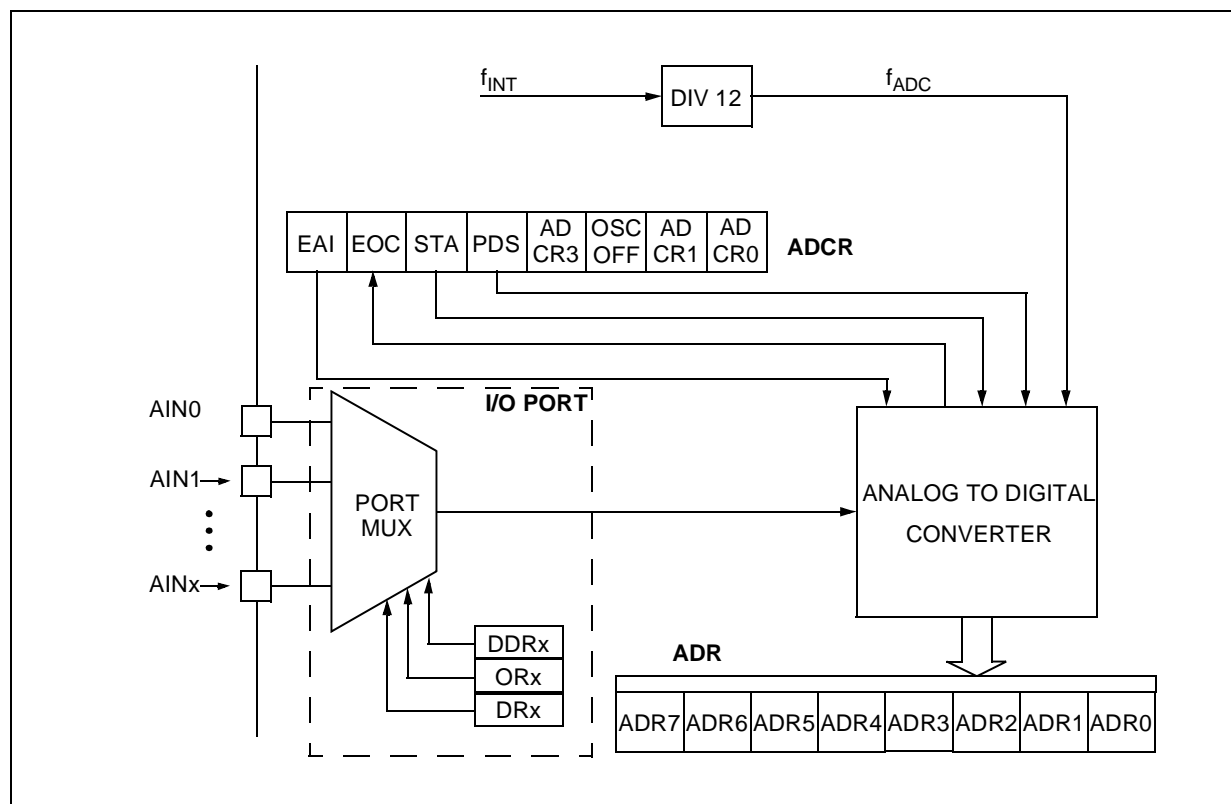 fINT
DIV 12
fADC
EAI EOC STA PDS AD CR3 OSC OFF AD CR1 AD CR0
ADCR
I/O PORT
AIN0
AIN1
AINx
PORT
MUX
ANALOG TO DIGITAL
CONVERTER
DDRx
ORx
DRx
ADR
ADR7 ADR6 ADR5 ADR4 ADR3 ADR2 ADR1 ADR0